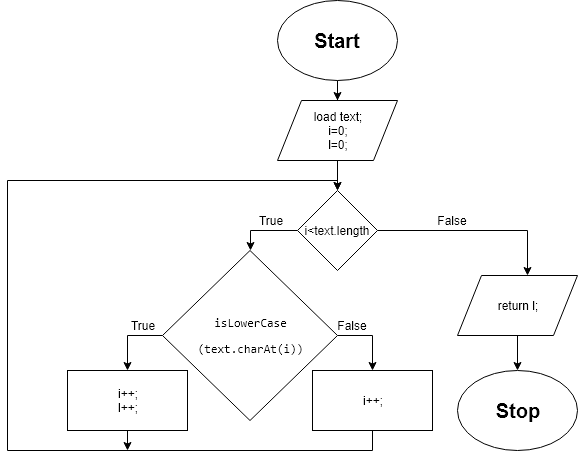 Start
load text;
i=0;
l=0;
i<text.length
True
False
isLowerCase
(text.charAt(i))
True
False
return l;
i++;
l++;
i++;
Stop